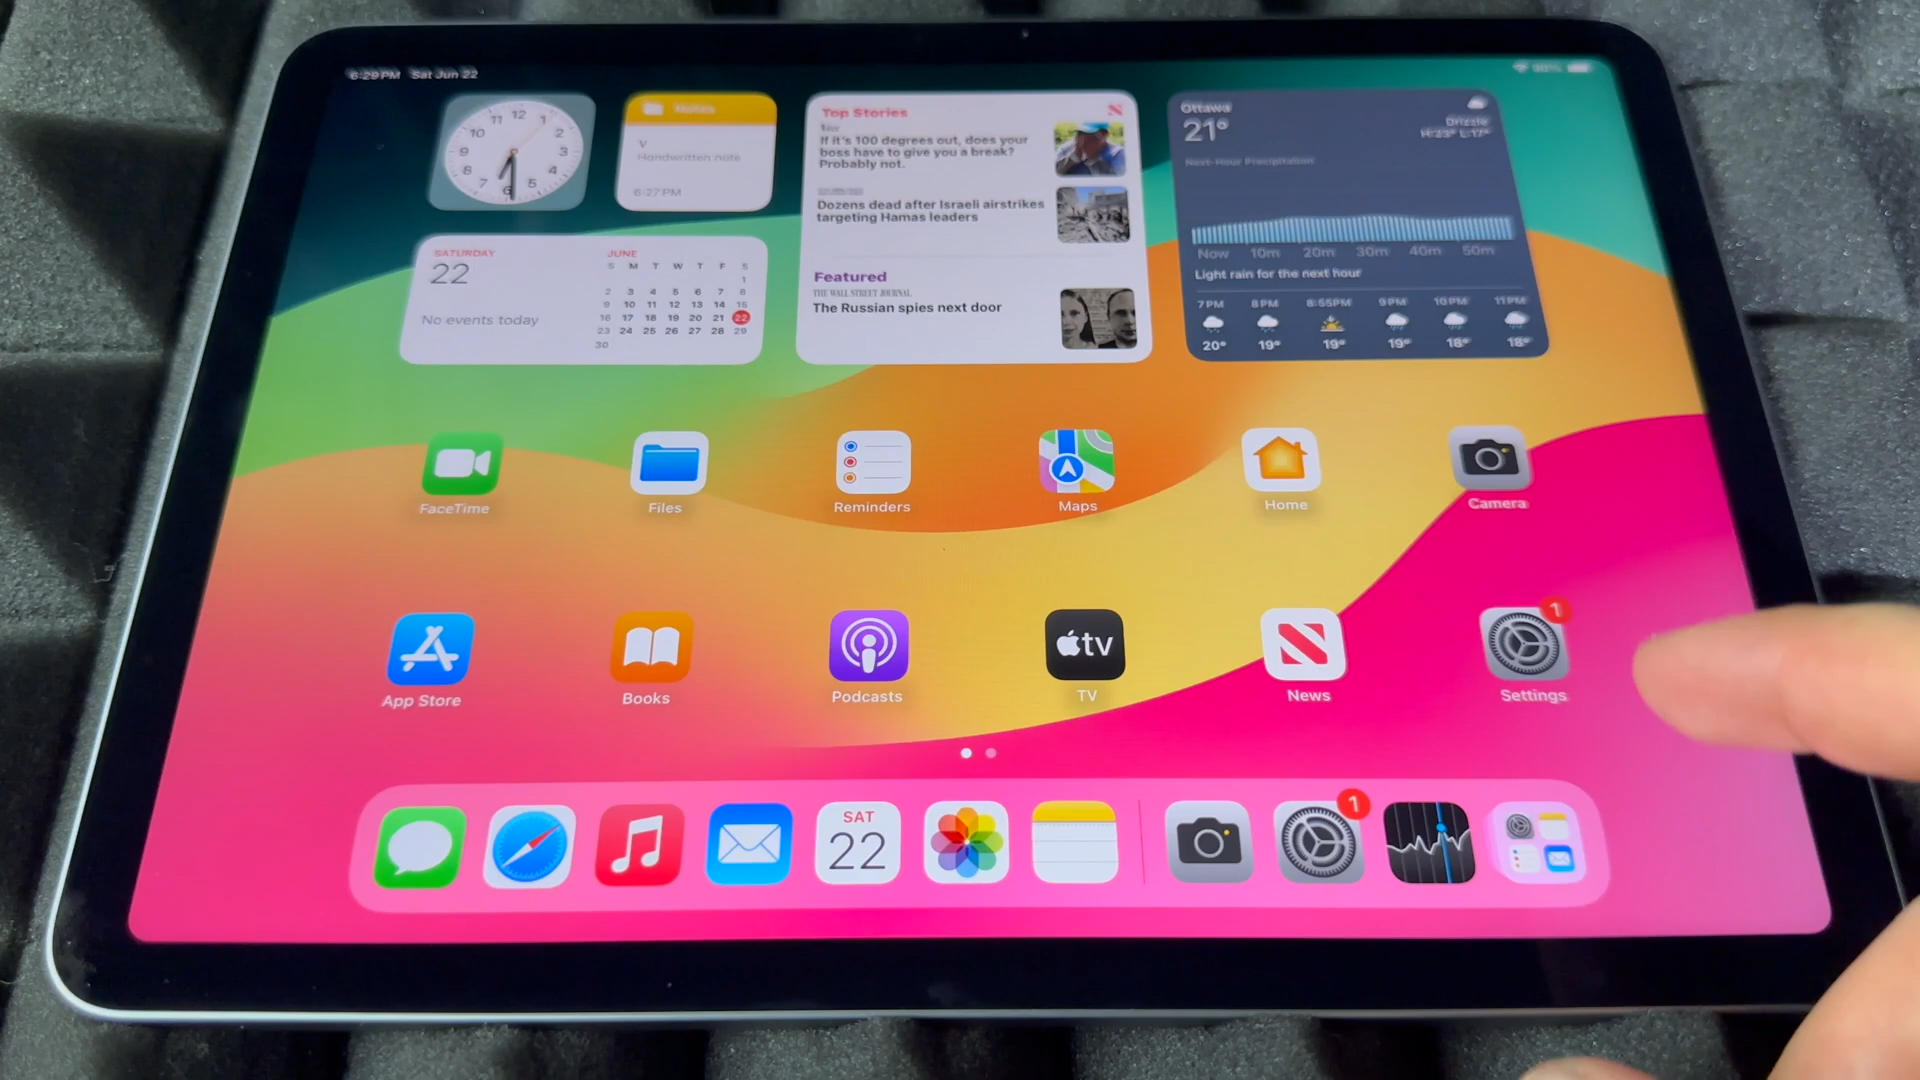 6:29PM Sat Jun 22
12
11 1
10 2
9 3
8 4
7 5
6
Notes
V
Handwritten note
6:27 PM
Top Stories
If it's 100 degrees out, does your
boss have to give you a break?
Probably not.
Dozens dead after Israeli airstrikes
targeting Hamas leaders
Featured
THE WALL STREET JOURNAL
The Russian spies next door
Ottawa
21°
Drizzle
H:23° L:17°
Next-Hour Precipitation
Now 10m 20m 30m 40m 50m
Light rain for the next hour
7PM 8PM 8:55PM 9PM 10PM 11PM
20° 19° 19° 19° 18° 18°
SATURDAY
22
No events today
JUNE
S M T W T F S
1
2 3 4 5 6 7 8
9 10 11 12 13 14 15
16 17 18 19 20 21 22
23 24 25 26 27 28 29
30
FaceTime
Files
Reminders
Maps
Home
Camera
tv
1
App Store
Books
Podcasts
TV
News
Settings
SAT
22
1